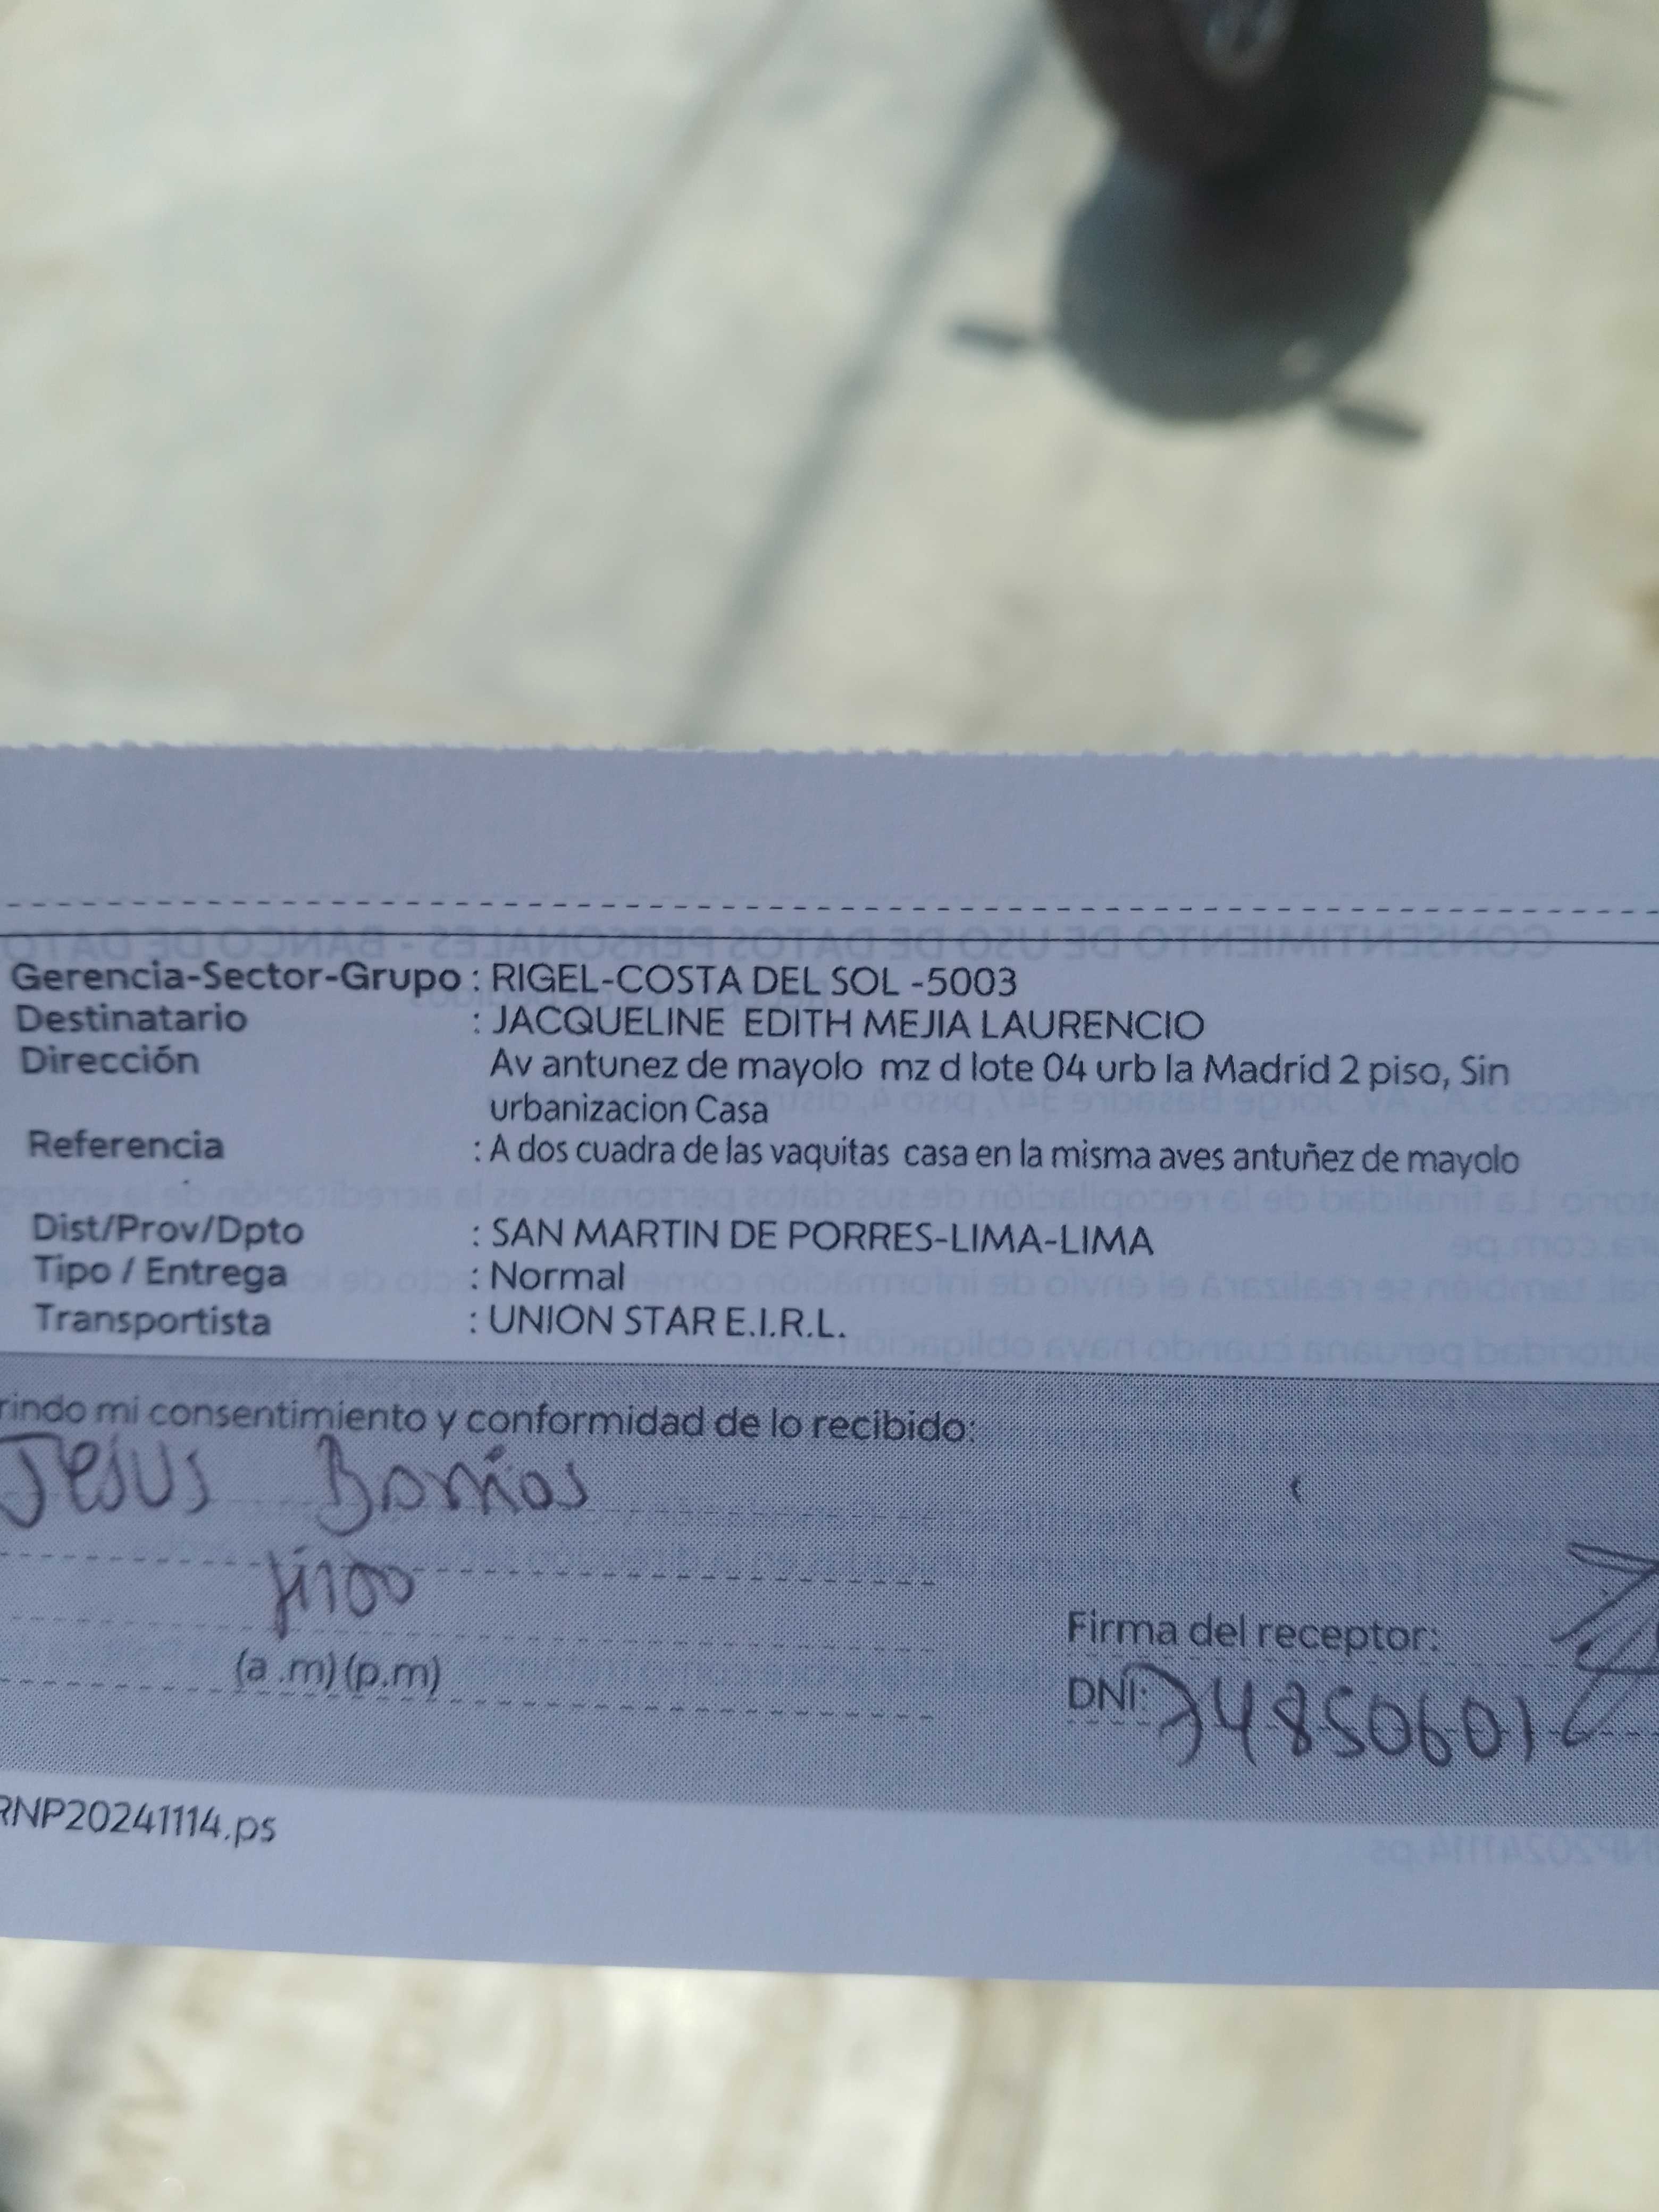 Gerencia-Sector-Grupo : RIGEL-COSTA DEL SOL -5003
Destinatario : JACQUELINE EDITH MEJIA LAURENCIO
Dirección Av antunez de mayolo mz d lote 04 urb la Madrid 2 piso, Sin
urbanizacion Casa
Referencia : A dos cuadra de las vaquitas casa en la misma aves antuñez de mayolo
Dist/Prov/Dpto : SAN MARTIN DE PORRES-LIMA-LIMA
Tipo / Entrega : Normal
Transportista : UNION STAR E.I.R.L.
rindo mi consentimiento y conformidad de lo recibido:
Jesus Barrios
(a .m) (p.m)
Firma del receptor:
DNI: 74850601
RNP20241114.ps